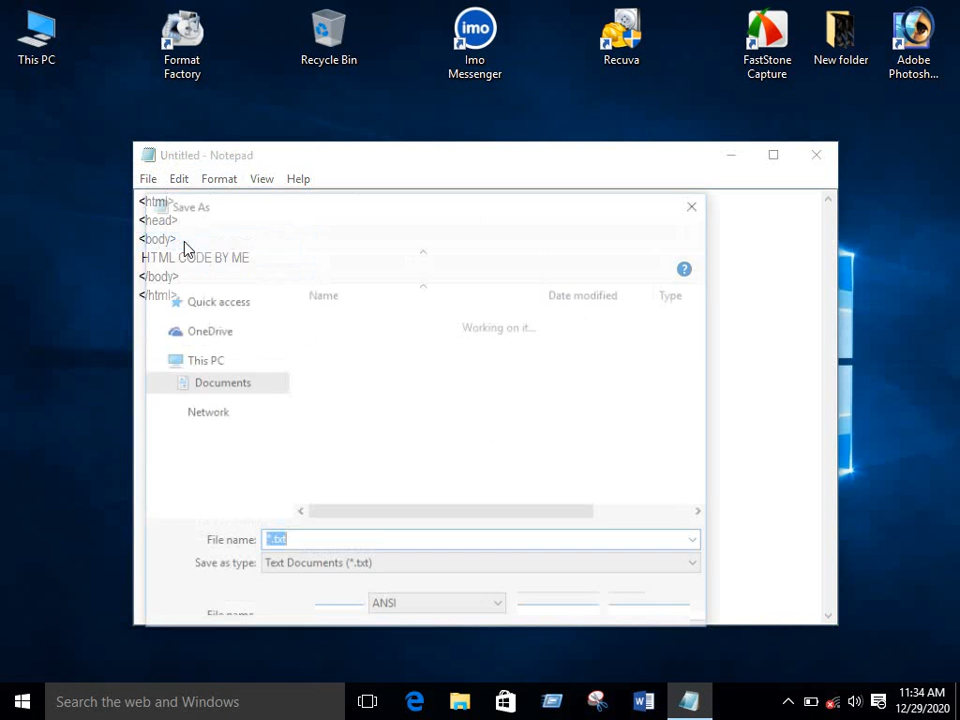 This PC
Format
Factory
Recycle Bin
Imo
Messenger
Recuva
FastStone
Capture
New folder
Adobe
Photosh...
imo
Untitled - Notepad
File Edit Format View Help
<html>
<head>
<body>
HTML CODE BY ME
</body>
</html>
Save As
Name Date modified Type
Quick access
OneDrive
Working on it...
This PC
Documents
Network
File name: *.txt
Save as type: Text Documents (*.txt)
ANSI
File name
Search the web and Windows
11:34 AM
12/29/2020